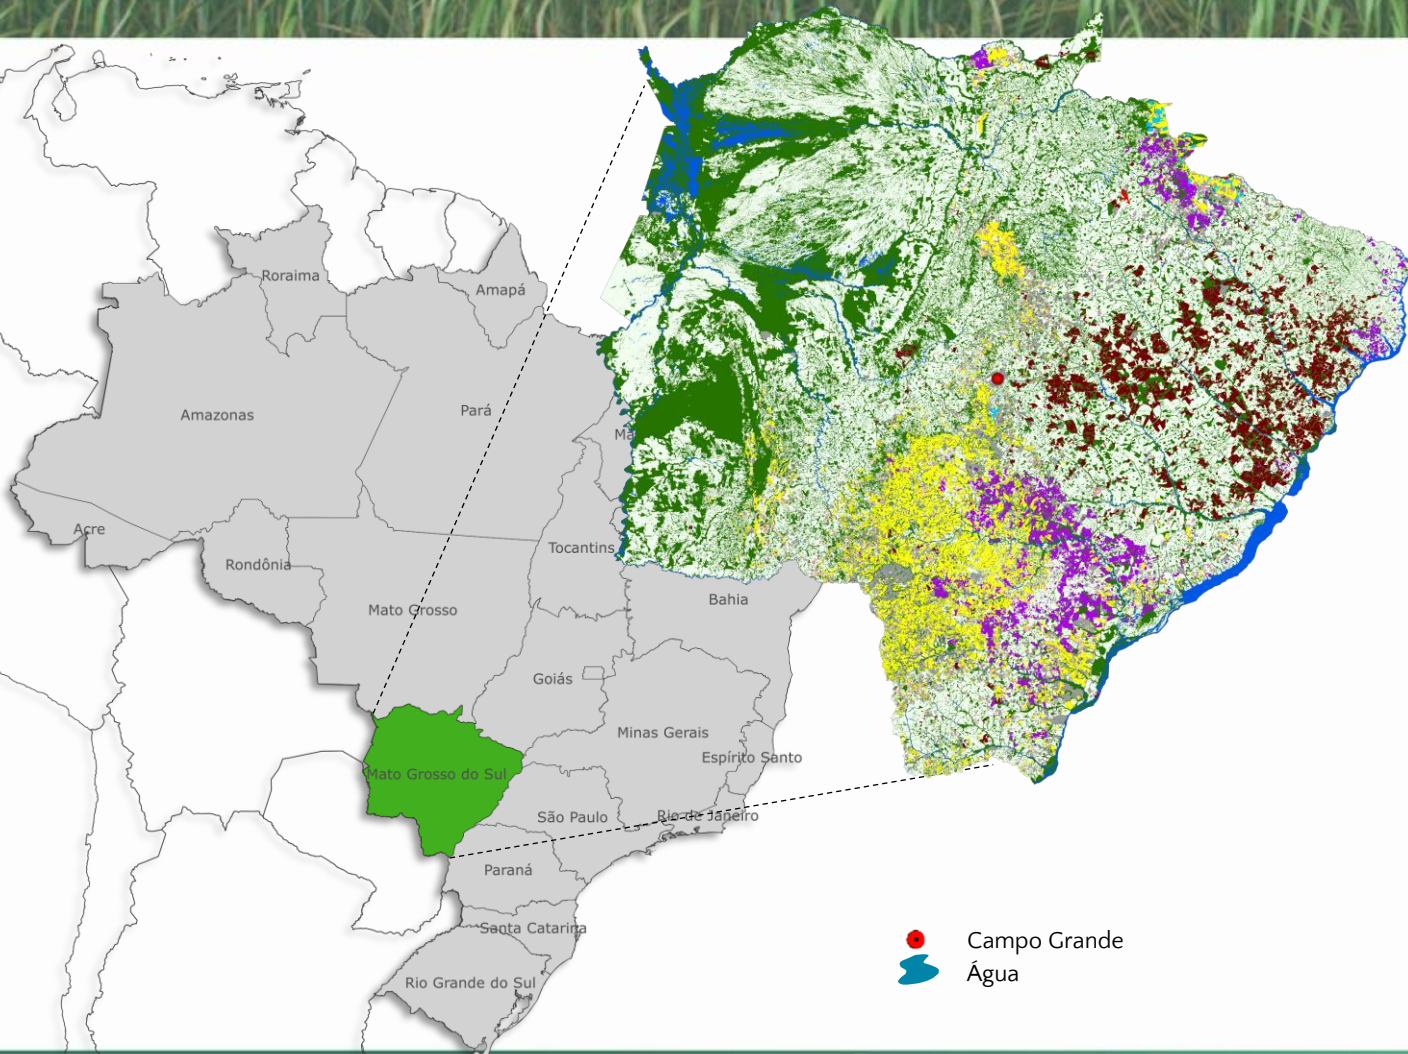 Roraima
Amapá
Amazonas
Pará
Ma
Acre
Rondônia
Tocantins
Mato Grosso
Bahia
Goiás
Minas Gerais
Espírito Santo
Mato Grosso do Sul
São Paulo
Rio de Janeiro
Paraná
Santa Catarina
Rio Grande do Sul
Campo Grande
Água